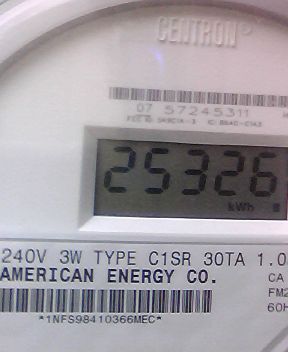 CENTRON®
07 57245311
25326
kWh
240V 3W TYPE C1SR 30TA 1.0
AMERICAN ENERGY CO.
CA
FM2
60H
*1NFS98410366MEC*